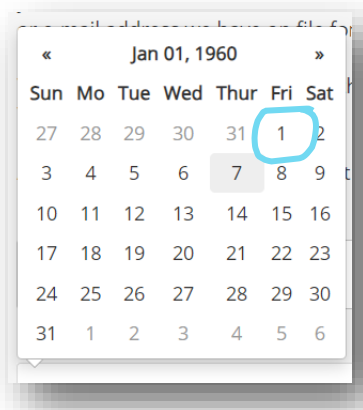 « Jan 01, 1960 »
Sun Mo Tue Wed Thur Fri Sat
27 28 29 30 31 1 2
3 4 5 6 7 8 9
10 11 12 13 14 15 16
17 18 19 20 21 22 23
24 25 26 27 28 29 30
31 1 2 3 4 5 6